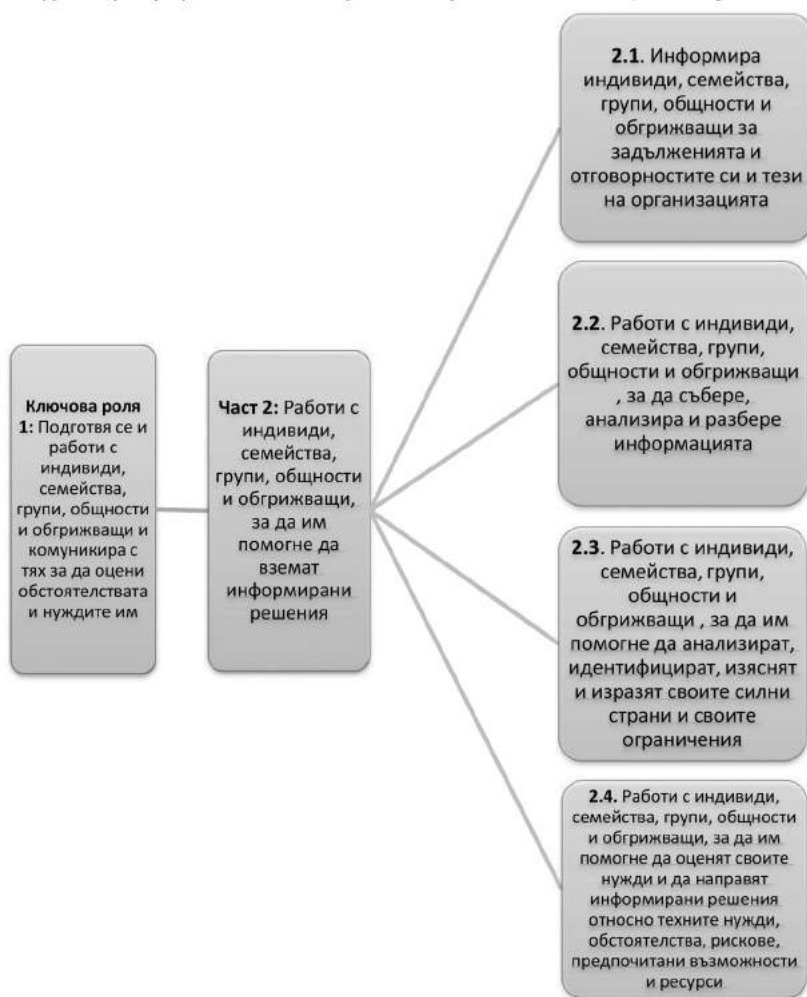 Ключова роля
1: Подготвя се и
работи с
индивиди,
семейства,
групи, общности
и обгрижващи и
комуникира с
тях за да оцени
обстоятелствата
и нуждите им
Част 2: Работи с
индивиди,
семейства,
групи, общности
и обгрижващи,
за да им
помогне да
вземат
информирани
решения
2.1. Информира
индивиди, семейства,
групи, общности и
обгрижващи за
задълженията и
отговорностите си и тези
на организацията
2.2. Работи с индивиди,
семейства, групи,
общности и обгрижващи
, за да събере,
анализира и разбере
информацията
2.3. Работи с индивиди,
семейства, групи,
общности и
обгрижващи , за да им
помогне да анализират,
идентифицират, изяснят
и изразят своите силни
страни и своите
ограничения
2.4. Работи с индивиди,
семейства, групи, общности
и обгрижващи, за да им
помогне да оценят своите
нужди и да направят
информирани решения
относно техните нужди,
обстоятелства, рискове,
предпочитани възможности
и ресурси